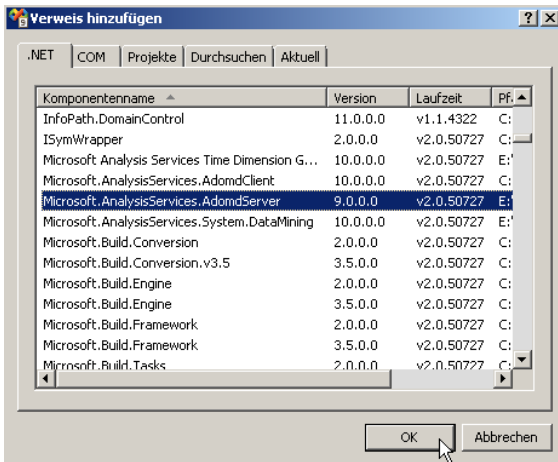 Verweis hinzufügen
.NET COM Projekte Durchsuchen Aktuell
Komponentenname Version Laufzeit Pf
InfoPath.DomainControl 11.0.0.0 v1.1.4322 C:
ISymWrapper 2.0.0.0 v2.0.50727 C:
Microsoft Analysis Services Time Dimension G... 10.0.0.0 v2.0.50727 E:\
Microsoft.AnalysisServices.AdomdClient 10.0.0.0 v2.0.50727 C:
Microsoft.AnalysisServices.AdomdServer 9.0.0.0 v2.0.50727 E:\
Microsoft.AnalysisServices.System.DataMining 10.0.0.0 v2.0.50727 E:\
Microsoft.Build.Conversion 2.0.0.0 v2.0.50727 C:
Microsoft.Build.Conversion.v3.5 3.5.0.0 v2.0.50727 C:
Microsoft.Build.Engine 2.0.0.0 v2.0.50727 C:
Microsoft.Build.Engine 3.5.0.0 v2.0.50727 C:
Microsoft.Build.Framework 2.0.0.0 v2.0.50727 C:
Microsoft.Build.Framework 3.5.0.0 v2.0.50727 C:
Microsoft.Build.Tasks 2.0.0.0 v2.0.50727 C:
OK Abbrechen